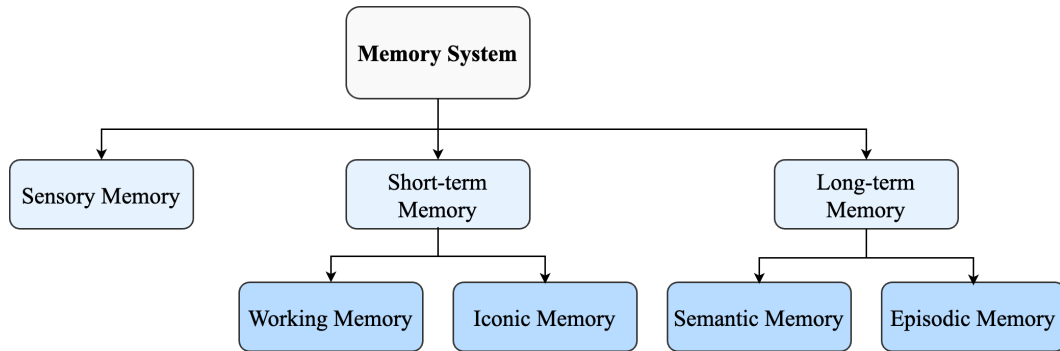 Memory System
Sensory Memory
Short-term
Memory
Long-term
Memory
Working Memory
Iconic Memory
Semantic Memory
Episodic Memory